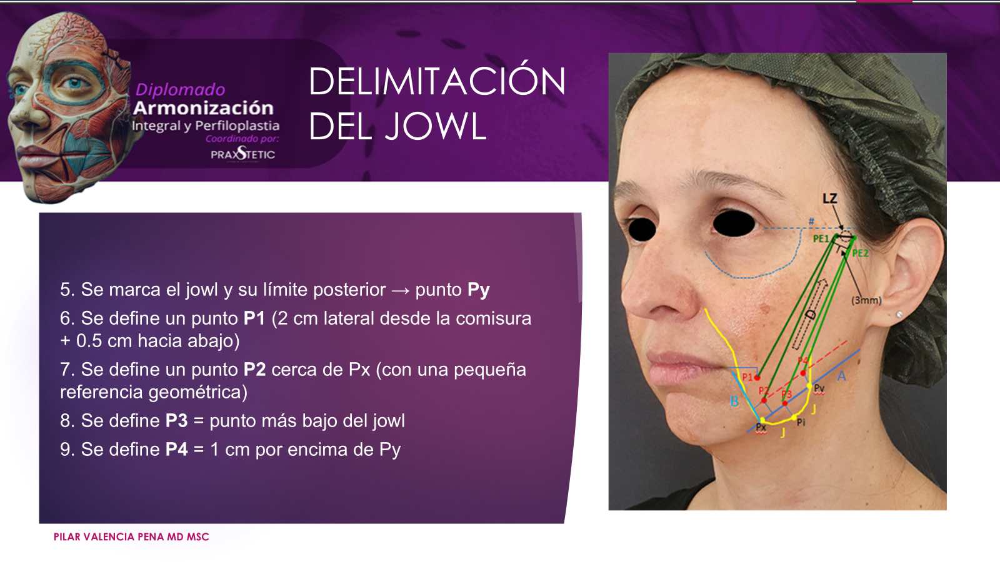 Diplomado
Armonización
Integral y Perfiloplastia
Coordinado por:
PRAXSTETIC
DELIMITACIÓN
DEL JOWL
5. Se marca el jowl y su límite posterior → punto Py
6. Se define un punto P1 (2 cm lateral desde la comisura
+ 0.5 cm hacia abajo)
7. Se define un punto P2 cerca de Px (con una pequeña
referencia geométrica)
8. Se define P3 = punto más bajo del jowl
9. Se define P4 = 1 cm por encima de Py
PILAR VALENCIA PENA MD MSC
LZ
#
PE1
PE2
(3mm)
D
P4
P1
A
P2
P3
Py
B
J
Pi
Px
J